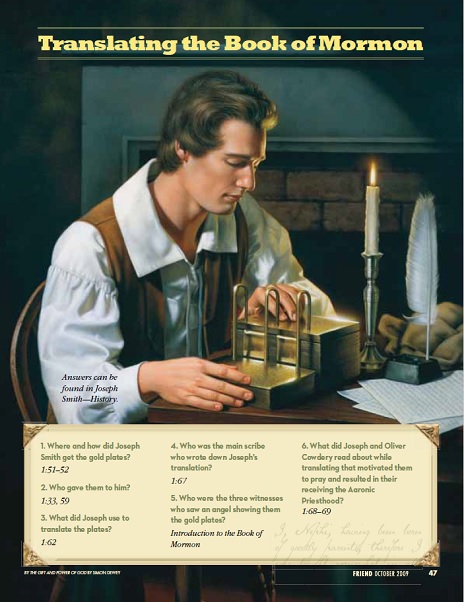 Translating the Book of Mormon
Answers can be
found in Joseph
Smith—History.
1. Where and how did Joseph
Smith get the gold plates?
1:51–52
2. Who gave them to him?
1:33, 59
3. What did Joseph use to
translate the plates?
1:62
4. Who was the main scribe
who wrote down Joseph's
translation?
1:67
5. Who were the three witnesses
who saw an angel showing them
the gold plates?
Introduction to the Book of
Mormon
6. What did Joseph and Oliver
Cowdery read about while
translating that motivated them
to pray and resulted in their
receiving the Aaronic
Priesthood?
1:68–69
I, Nephi, having been born
of goodly parents, therefore I
BY THE GIFT AND POWER OF GOD BY SIMON DEWEY
FRIEND OCTOBER 2009 47